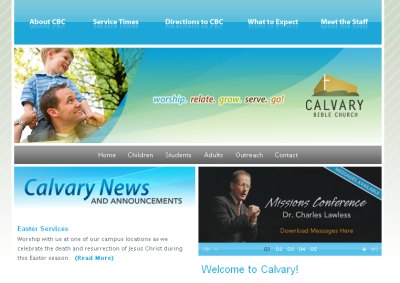 About CBC Service Times Directions to CBC What to Expect Meet the Staff
worship. relate. grow. serve. go!
CALVARY
BIBLE CHURCH
Home Children Students Adults Outreach Contact
Calvary News
AND ANNOUNCEMENTS
MESSAGES AVAILABLE
Missions Conference
Dr. Charles Lawless
Download Messages Here
01 02 03 04 05
Easter Services
Worship with us at one of our campus locations as we
celebrate the death and resurrection of Jesus Christ during
this Easter season. (Read More)
Welcome to Calvary!